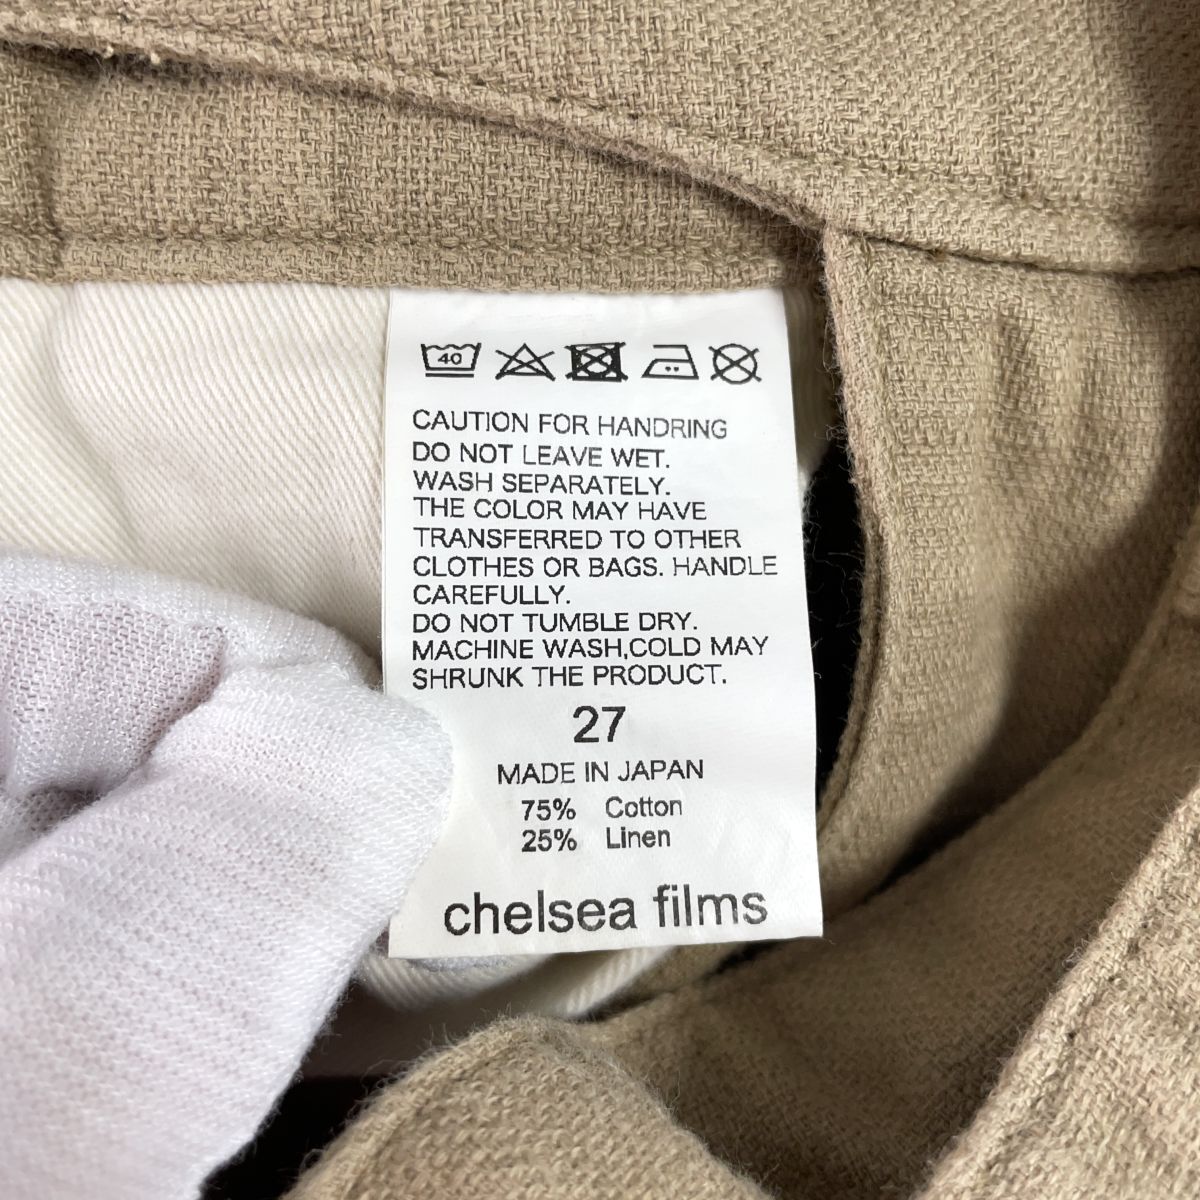 40
CAUTION FOR HANDRING
DO NOT LEAVE WET.
WASH SEPARATELY.
THE COLOR MAY HAVE
TRANSFERRED TO OTHER
CLOTHES OR BAGS. HANDLE
CAREFULLY.
DO NOT TUMBLE DRY.
MACHINE WASH,COLD MAY
SHRUNK THE PRODUCT.
27
MADE IN JAPAN
75% Cotton
25% Linen
chelsea films